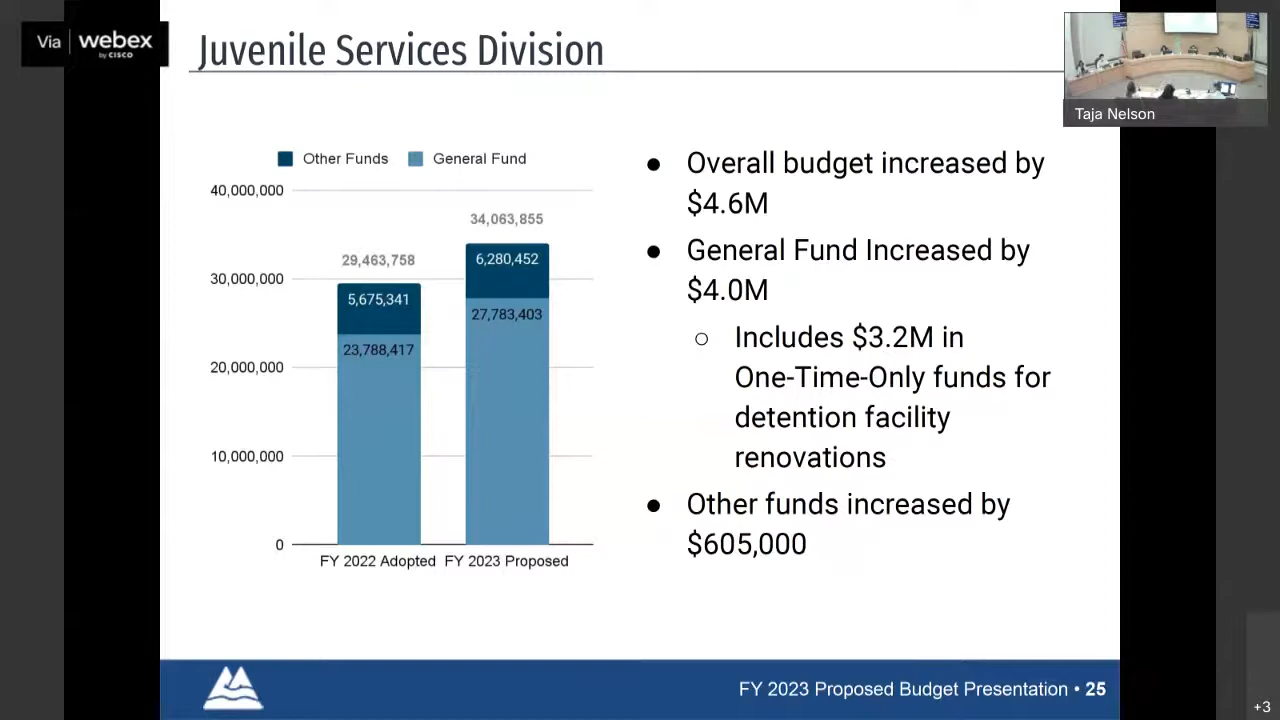 Via webex
by CISCO
Juvenile Services Division
Taja Nelson
Other Funds General Fund
40,000,000
34,063,855
29,463,758
6,280,452
30,000,000
5,675,341
27,783,403
23,788,417
20,000,000
10,000,000
0
FY 2022 Adopted FY 2023 Proposed
● Overall budget increased by
$4.6M
● General Fund Increased by
$4.0M
○ Includes $3.2M in
One-Time-Only funds for
detention facility
renovations
● Other funds increased by
$605,000
FY 2023 Proposed Budget Presentation • 25
+3